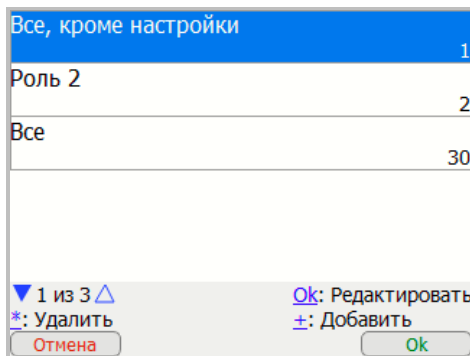 Все, кроме настройки
1
Роль 2
2
Все
30
1 из 3 Ok: Редактировать
*: Удалить +: Добавить
Отмена Ok